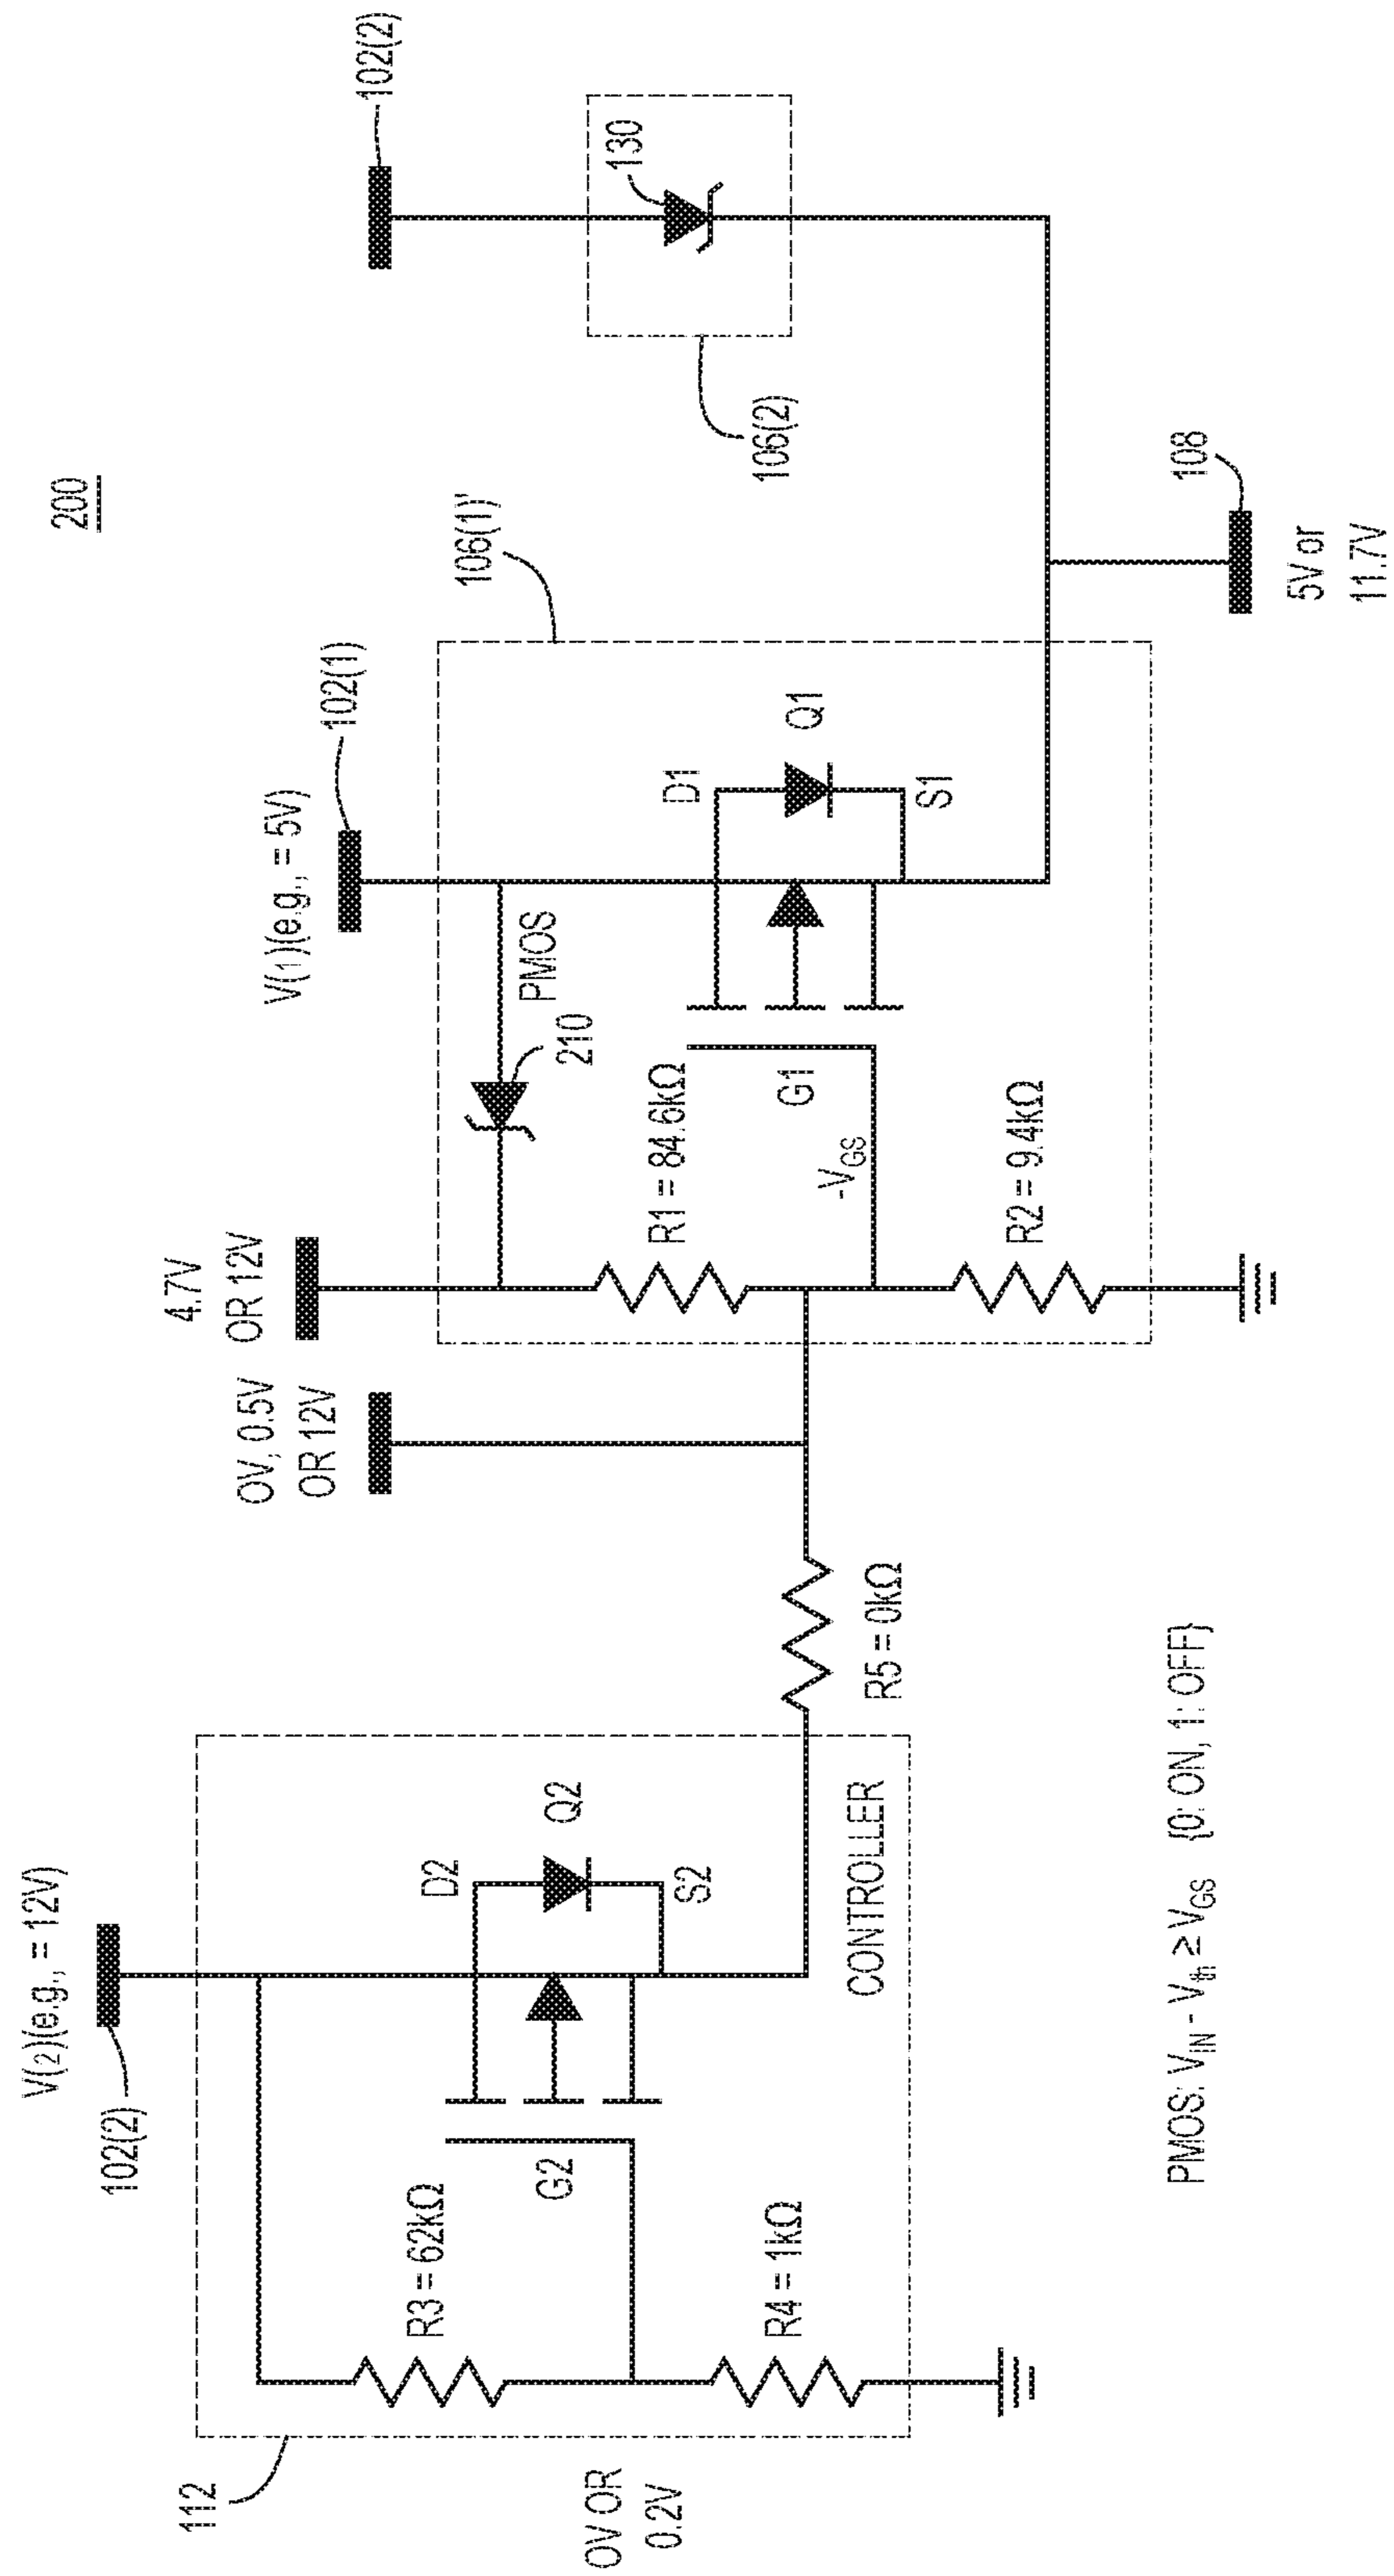 200
V(2)(e.g., = 12V)
102(2)
112
R3 = 62kΩ
G2
D2
Q2
S2
R4 = 1kΩ
CONTROLLER
OV OR
0.2V
R5 = 0kΩ
OV, 0.5V
OR 12V
4.7V
OR 12V
V(1)(e.g., = 5V)
102(1)
210
PMOS
R1 = 84.6kΩ
G1
-VGS
D1
Q1
S1
R2 = 9.4kΩ
106(1)'
102(2)
130
106(2)
108
5V or
11.7V
PMOS: VIN - Vth ≥ VGS {0: ON, 1: OFF}